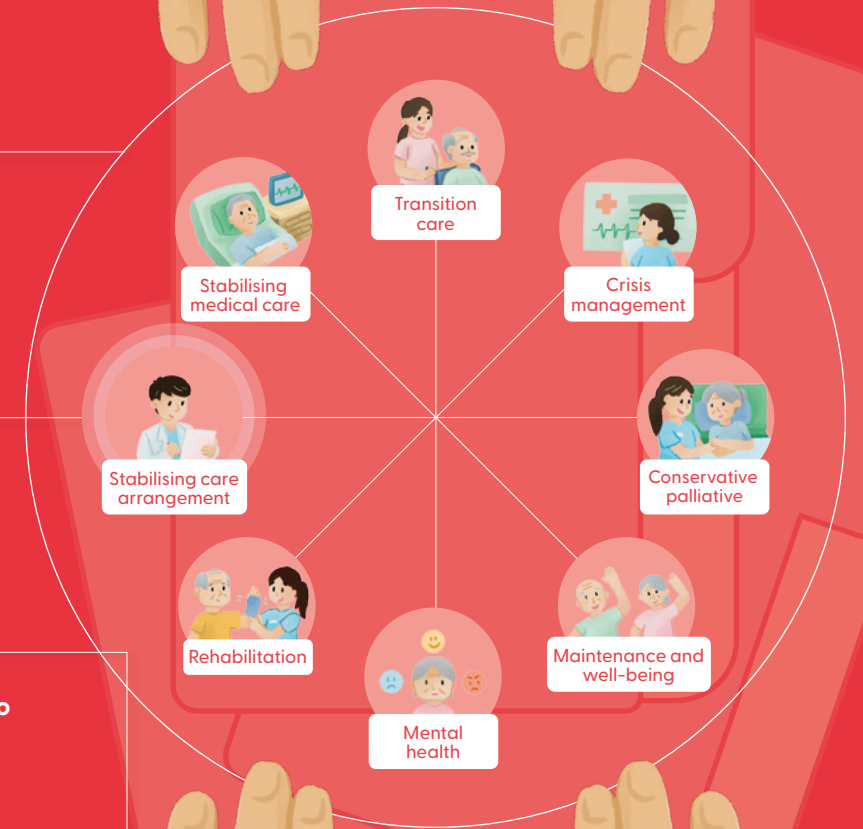 Transition
care
Stabilising
medical care
Crisis
management
Stabilising care
arrangement
Conservative
palliative
Rehabilitation
Maintenance and
well-being
Mental
health